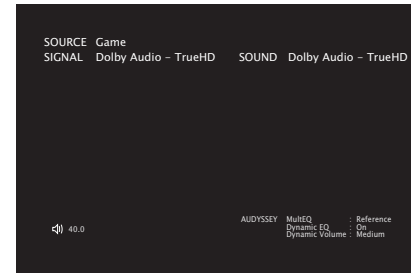 SOURCE Game
SIGNAL Dolby Audio – TrueHD SOUND Dolby Audio – TrueHD
AUDYSSEY MultEQ : Reference
Dynamic EQ : On
Dynamic Volume : Medium
40.0